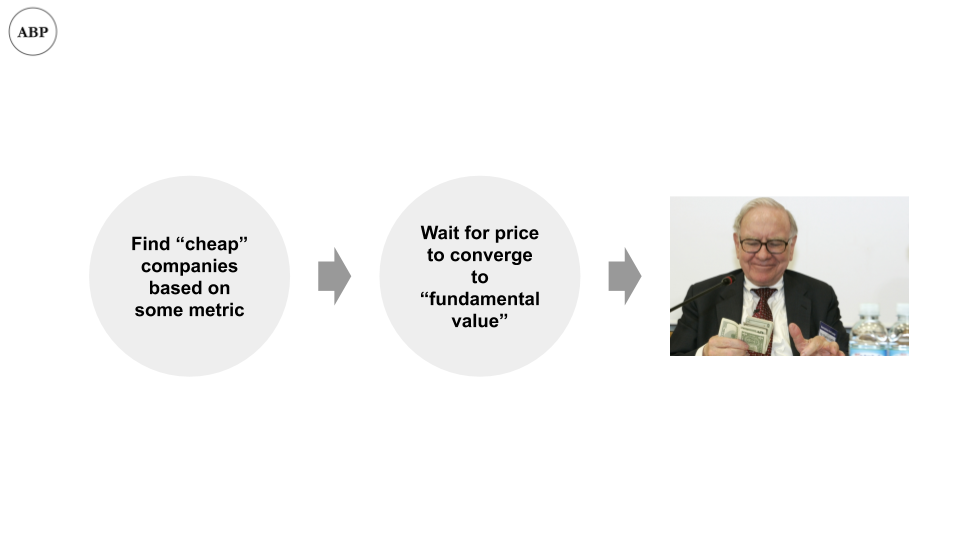 ABP
Find “cheap”
companies
based on
some metric
Wait for price
to converge
to
“fundamental
value”